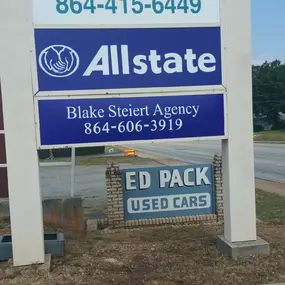 864-415-6449
Allstate
Blake Steiert Agency
864-606-3919
ED PACK
USED CARS